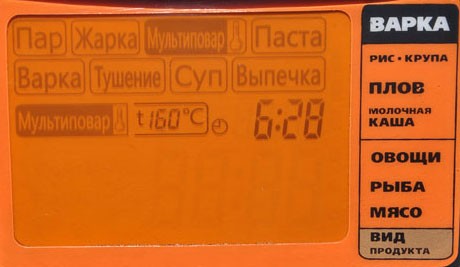 Пар Жарка Мультиповар Паста
Варка Тушение Суп Выпечка
Мультиповар t160°C 6:28
ВАРКА
РИС • КРУПА
ПЛОВ
МОЛОЧНАЯ
КАША
ОВОЩИ
РЫБА
МЯСО
ВИД
ПРОДУКТА